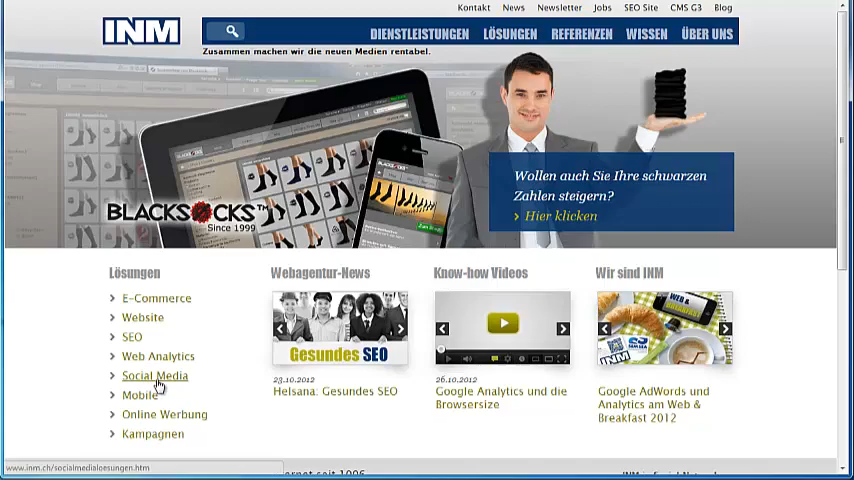 Kontakt News Newsletter Jobs SEO Site CMS G3 Blog
INM
DIENSTLEISTUNGEN LÖSUNGEN REFERENZEN WISSEN ÜBER UNS
Zusammen machen wir die neuen Medien rentabel.
BLACKSOCKS™
Since 1999
BLACKSOCKS
Wollen auch Sie Ihre schwarzen
Zahlen steigern?
Hier klicken
Lösungen
E-Commerce
Website
SEO
Web Analytics
Social Media
Mobile
Online Werbung
Kampagnen
Webagentur-News
Gesundes SEO
23.10.2012
Helsana: Gesundes SEO
Know-how Videos
26.10.2012
Google Analytics und die
Browsersize
Wir sind INM
WEB &
BREAKFAST
INM
Google AdWords und
Analytics am Web &
Breakfast 2012
www.inm.ch/socialmedialoesungen.htm